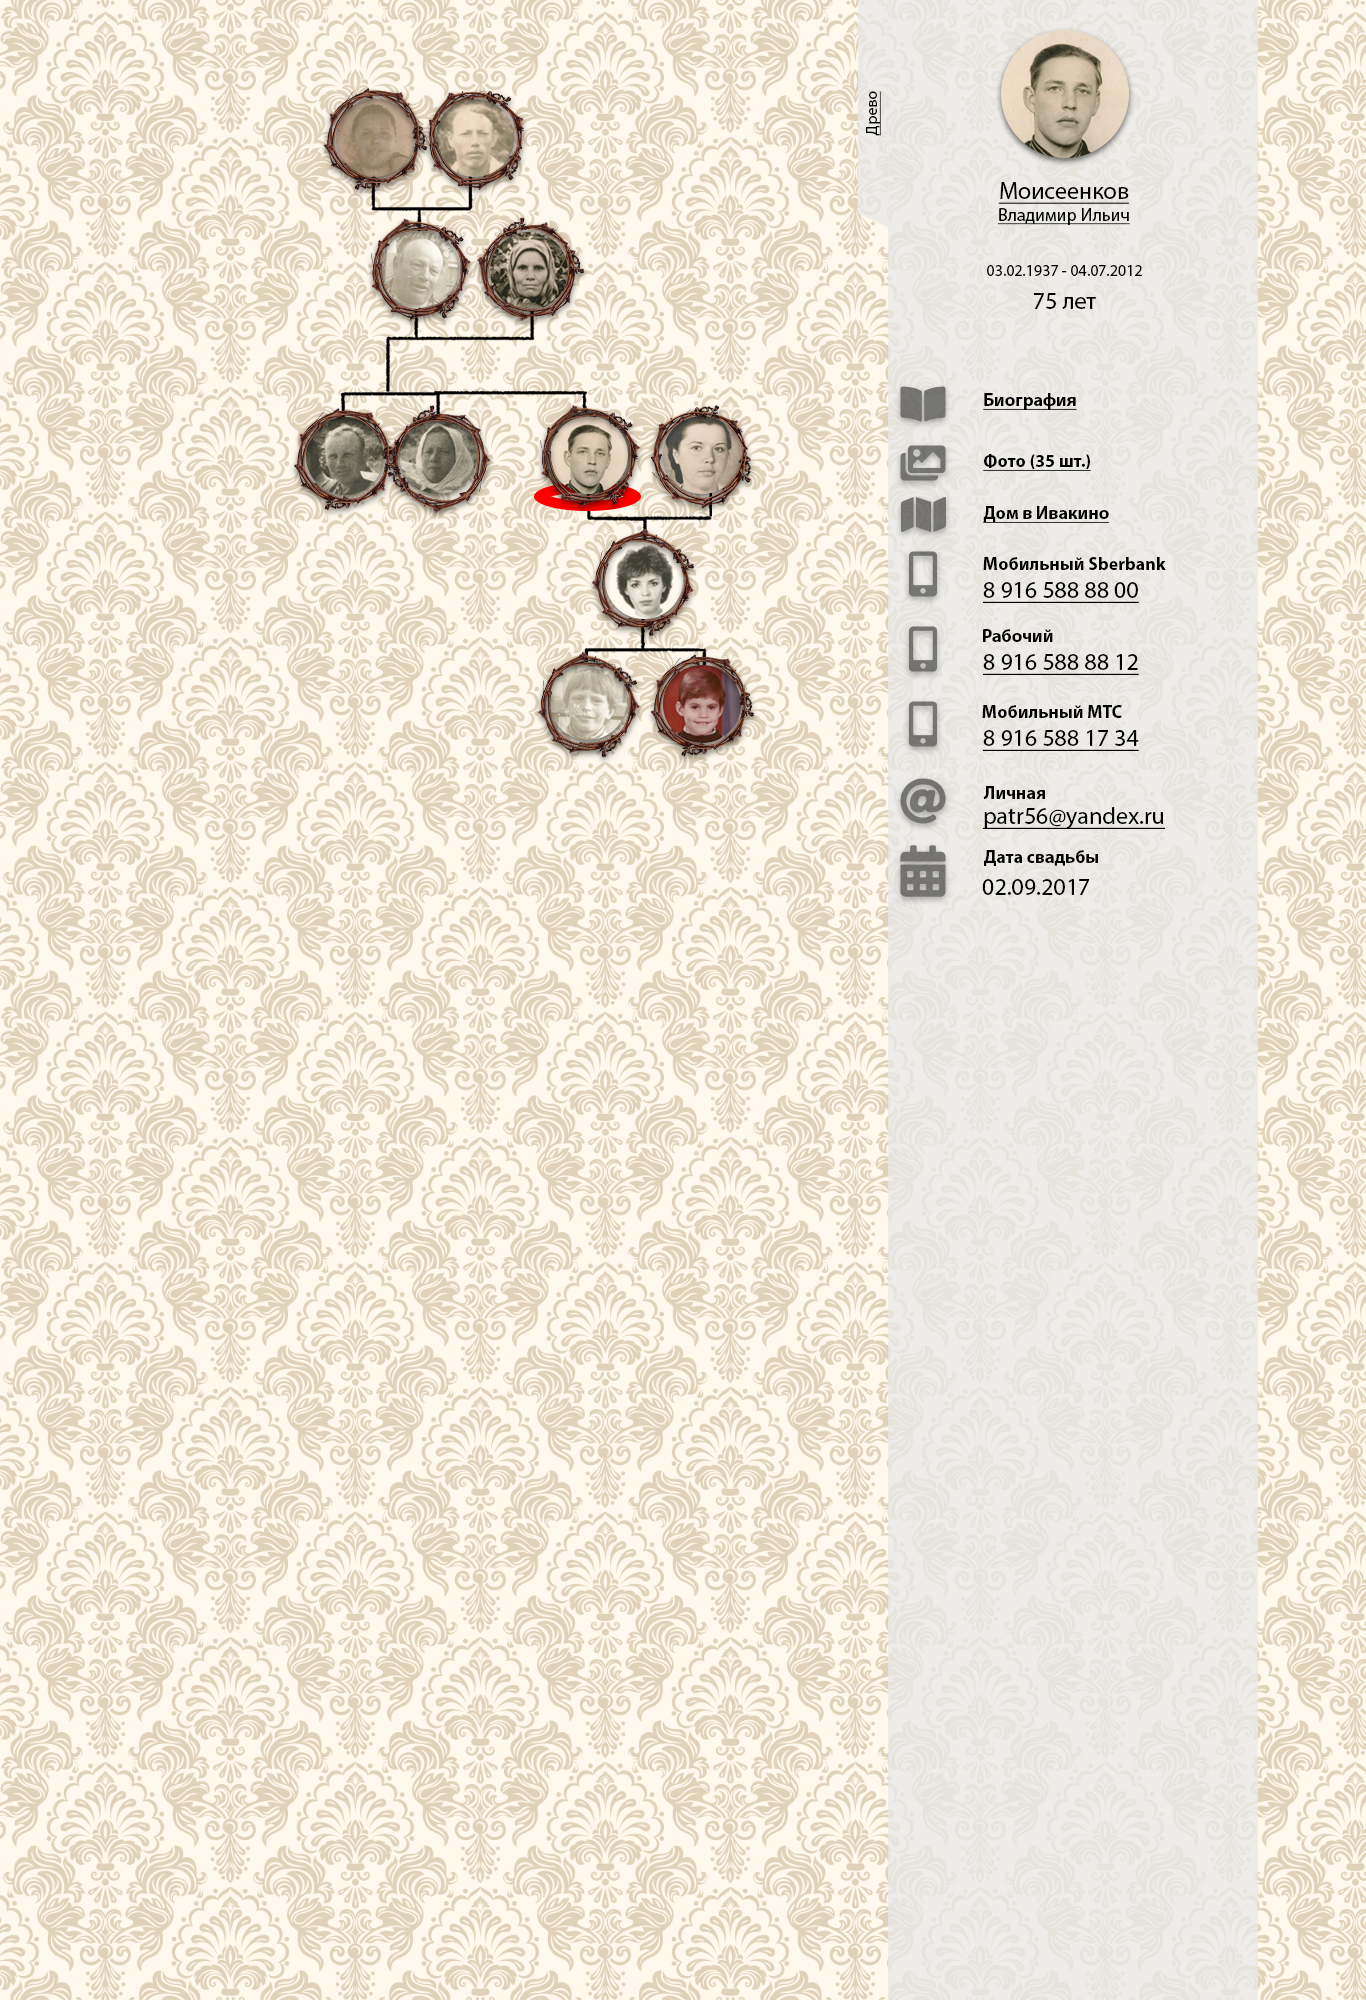 Древо
Моисеенков
Владимир Ильич
03.02.1937 - 04.07.2012
75 лет
Биография
Фото (35 шт.)
Дом в Ивакино
Мобильный Sberbank
8 916 588 88 00
Рабочий
8 916 588 88 12
Мобильный МТС
8 916 588 17 34
Личная
patr56@yandex.ru
Дата свадьбы
02.09.2017